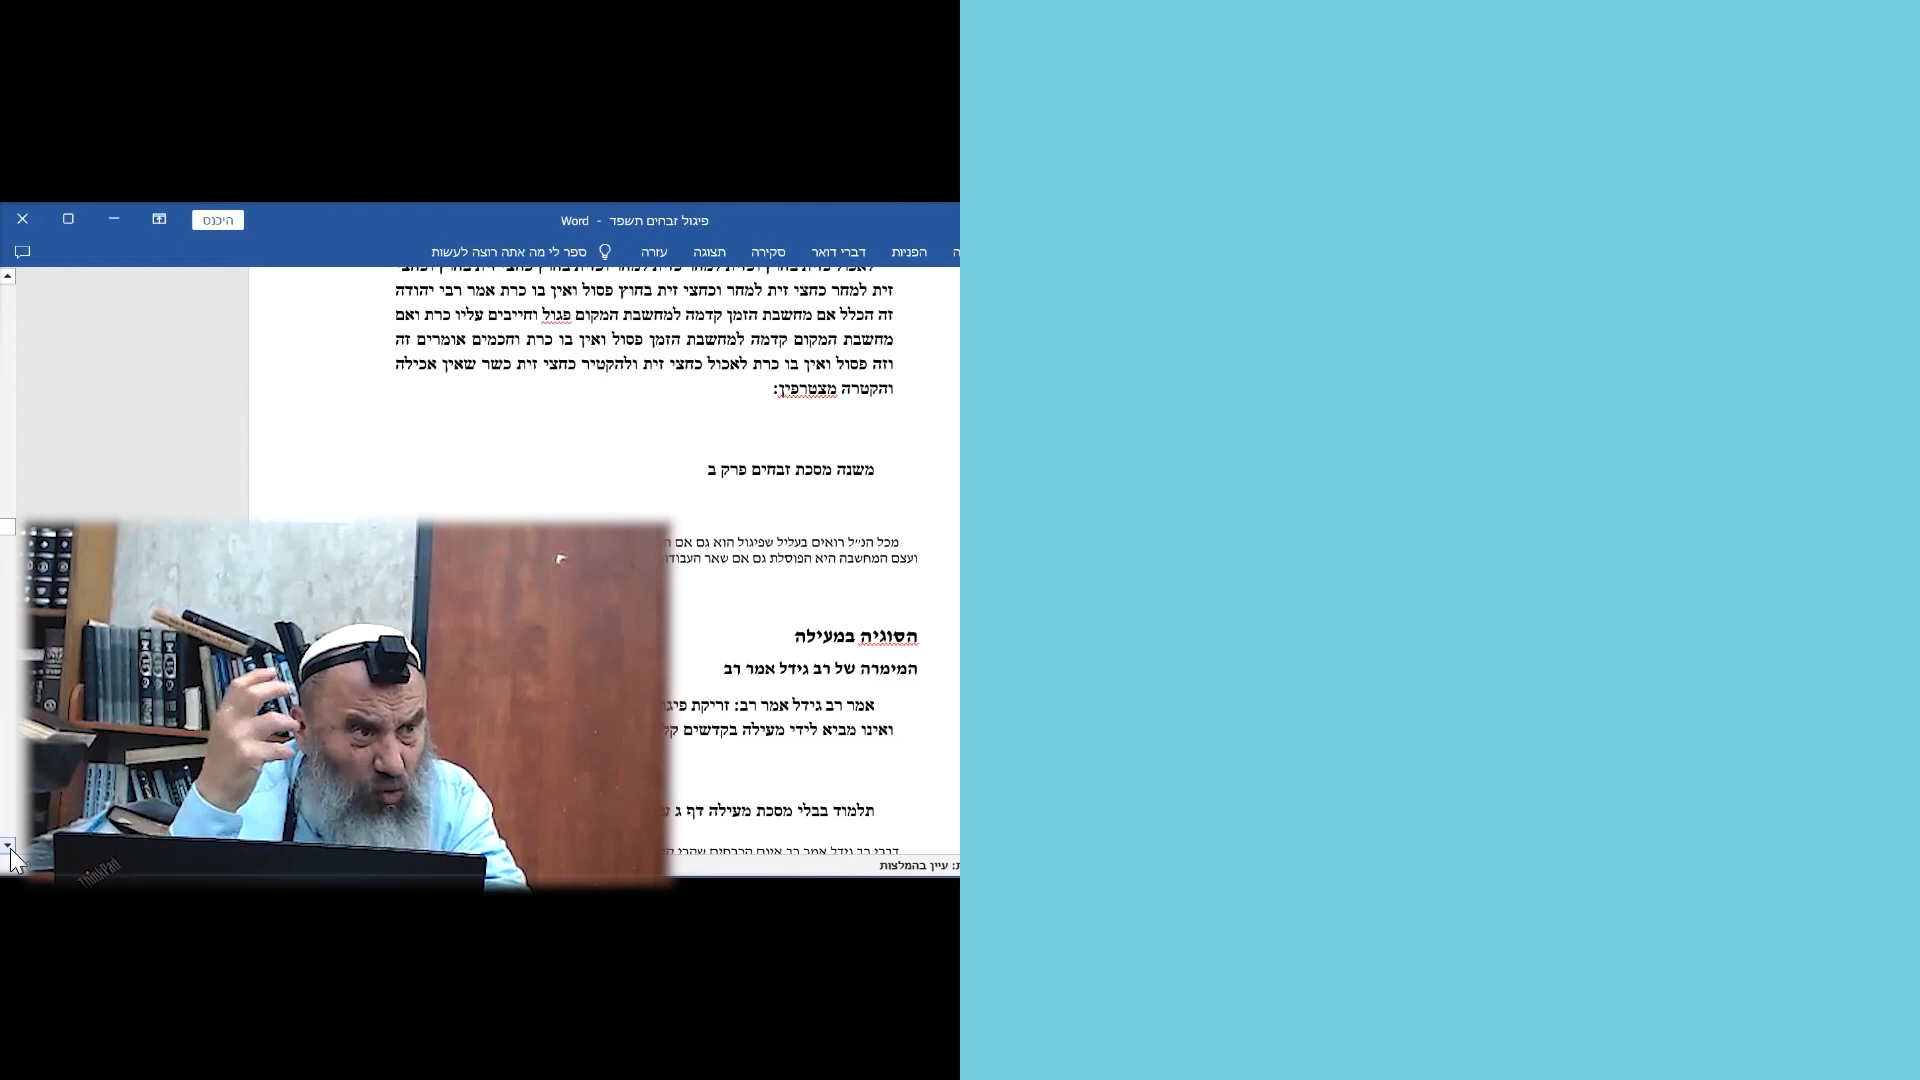 היכנס
פיגול זבחים תשפד - Word
הפניות דברי דואר סקירה תצוגה עזרה ספר לי מה אתה רוצה לעשות
זית למחר כחצי זית למחר וכחצי זית בחוץ פסול ואין בו כרת אמר רבי יהודה
זה הכלל אם מחשבת הזמן קדמה למחשבת המקום פגול וחייבים עליו כרת ואם
מחשבת המקום קדמה למחשבת הזמן פסול ואין בו כרת וחכמים אומרים זה
וזה פסול ואין בו כרת לאכול כחצי זית ולהקטיר כחצי זית כשר שאין אכילה
והקטרה מצטרפין:
משנה מסכת זבחים פרק ב
מכל הנ״ל רואים בעליל שפיגול הוא גם אם
ועצם המחשבה היא הפוסלת גם אם שאר
הסוגיה במעילה
המימרה של רב גידל אמר רב
אמר רב גידל אמר רב: זריקת
ואינו מביא לידי מעילה בקדשים
תלמוד בבלי מסכת מעילה דף ג
עיין בהמלצות
ThinkPad